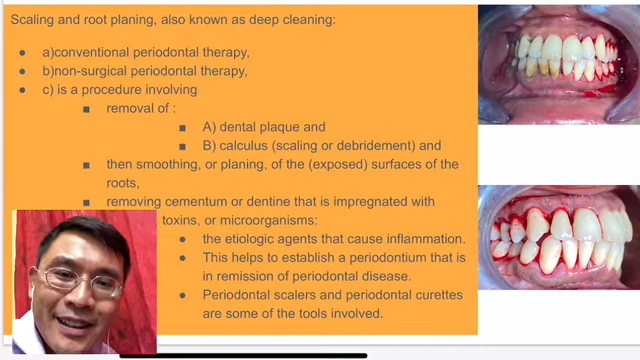 Scaling and root planing, also known as deep cleaning:
● a)conventional periodontal therapy,
● b)non-surgical periodontal therapy,
● c) is a procedure involving
■ removal of :
■ A) dental plaque and
■ B) calculus (scaling or debridement) and
■ then smoothing, or planing, of the (exposed) surfaces of the
roots,
■ removing cementum or dentine that is impregnated with
toxins, or microorganisms:
● the etiologic agents that cause inflammation.
● This helps to establish a periodontium that is
in remission of periodontal disease.
● Periodontal scalers and periodontal curettes
are some of the tools involved.